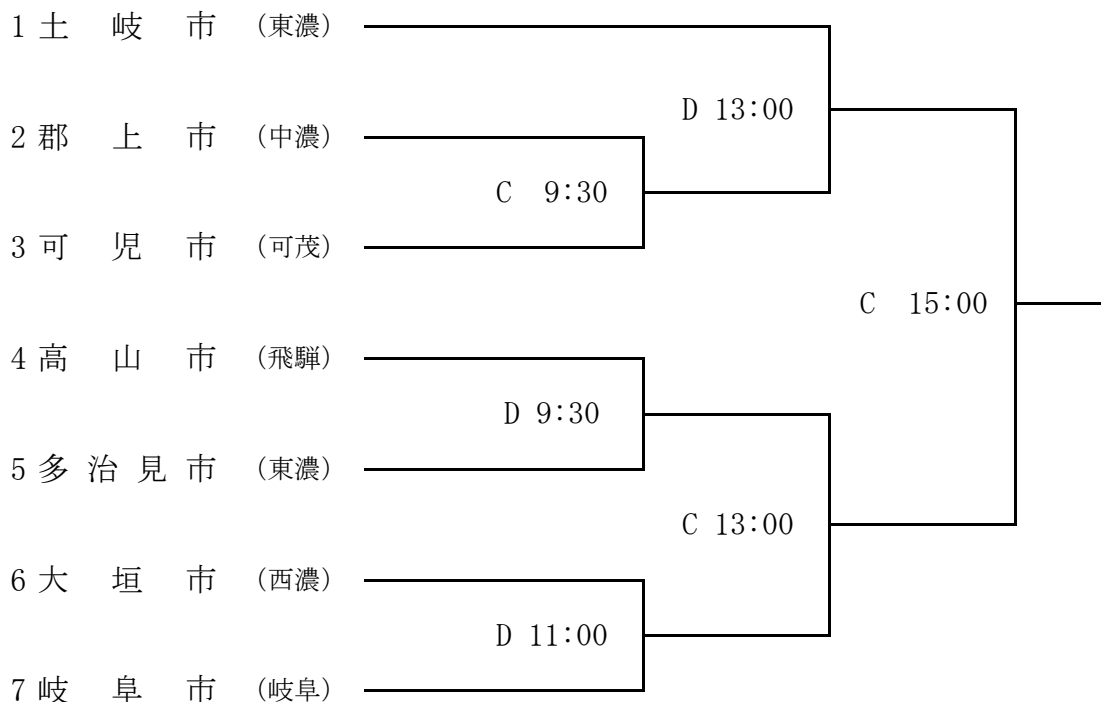 1 土岐市 (東濃)
D 13:00
2 郡上市 (中濃)
C 9:30
3 可児市 (可茂)
C 15:00
4 高山市 (飛騨)
D 9:30
5 多治見市 (東濃)
C 13:00
6 大垣市 (西濃)
D 11:00
7 岐阜市 (岐阜)